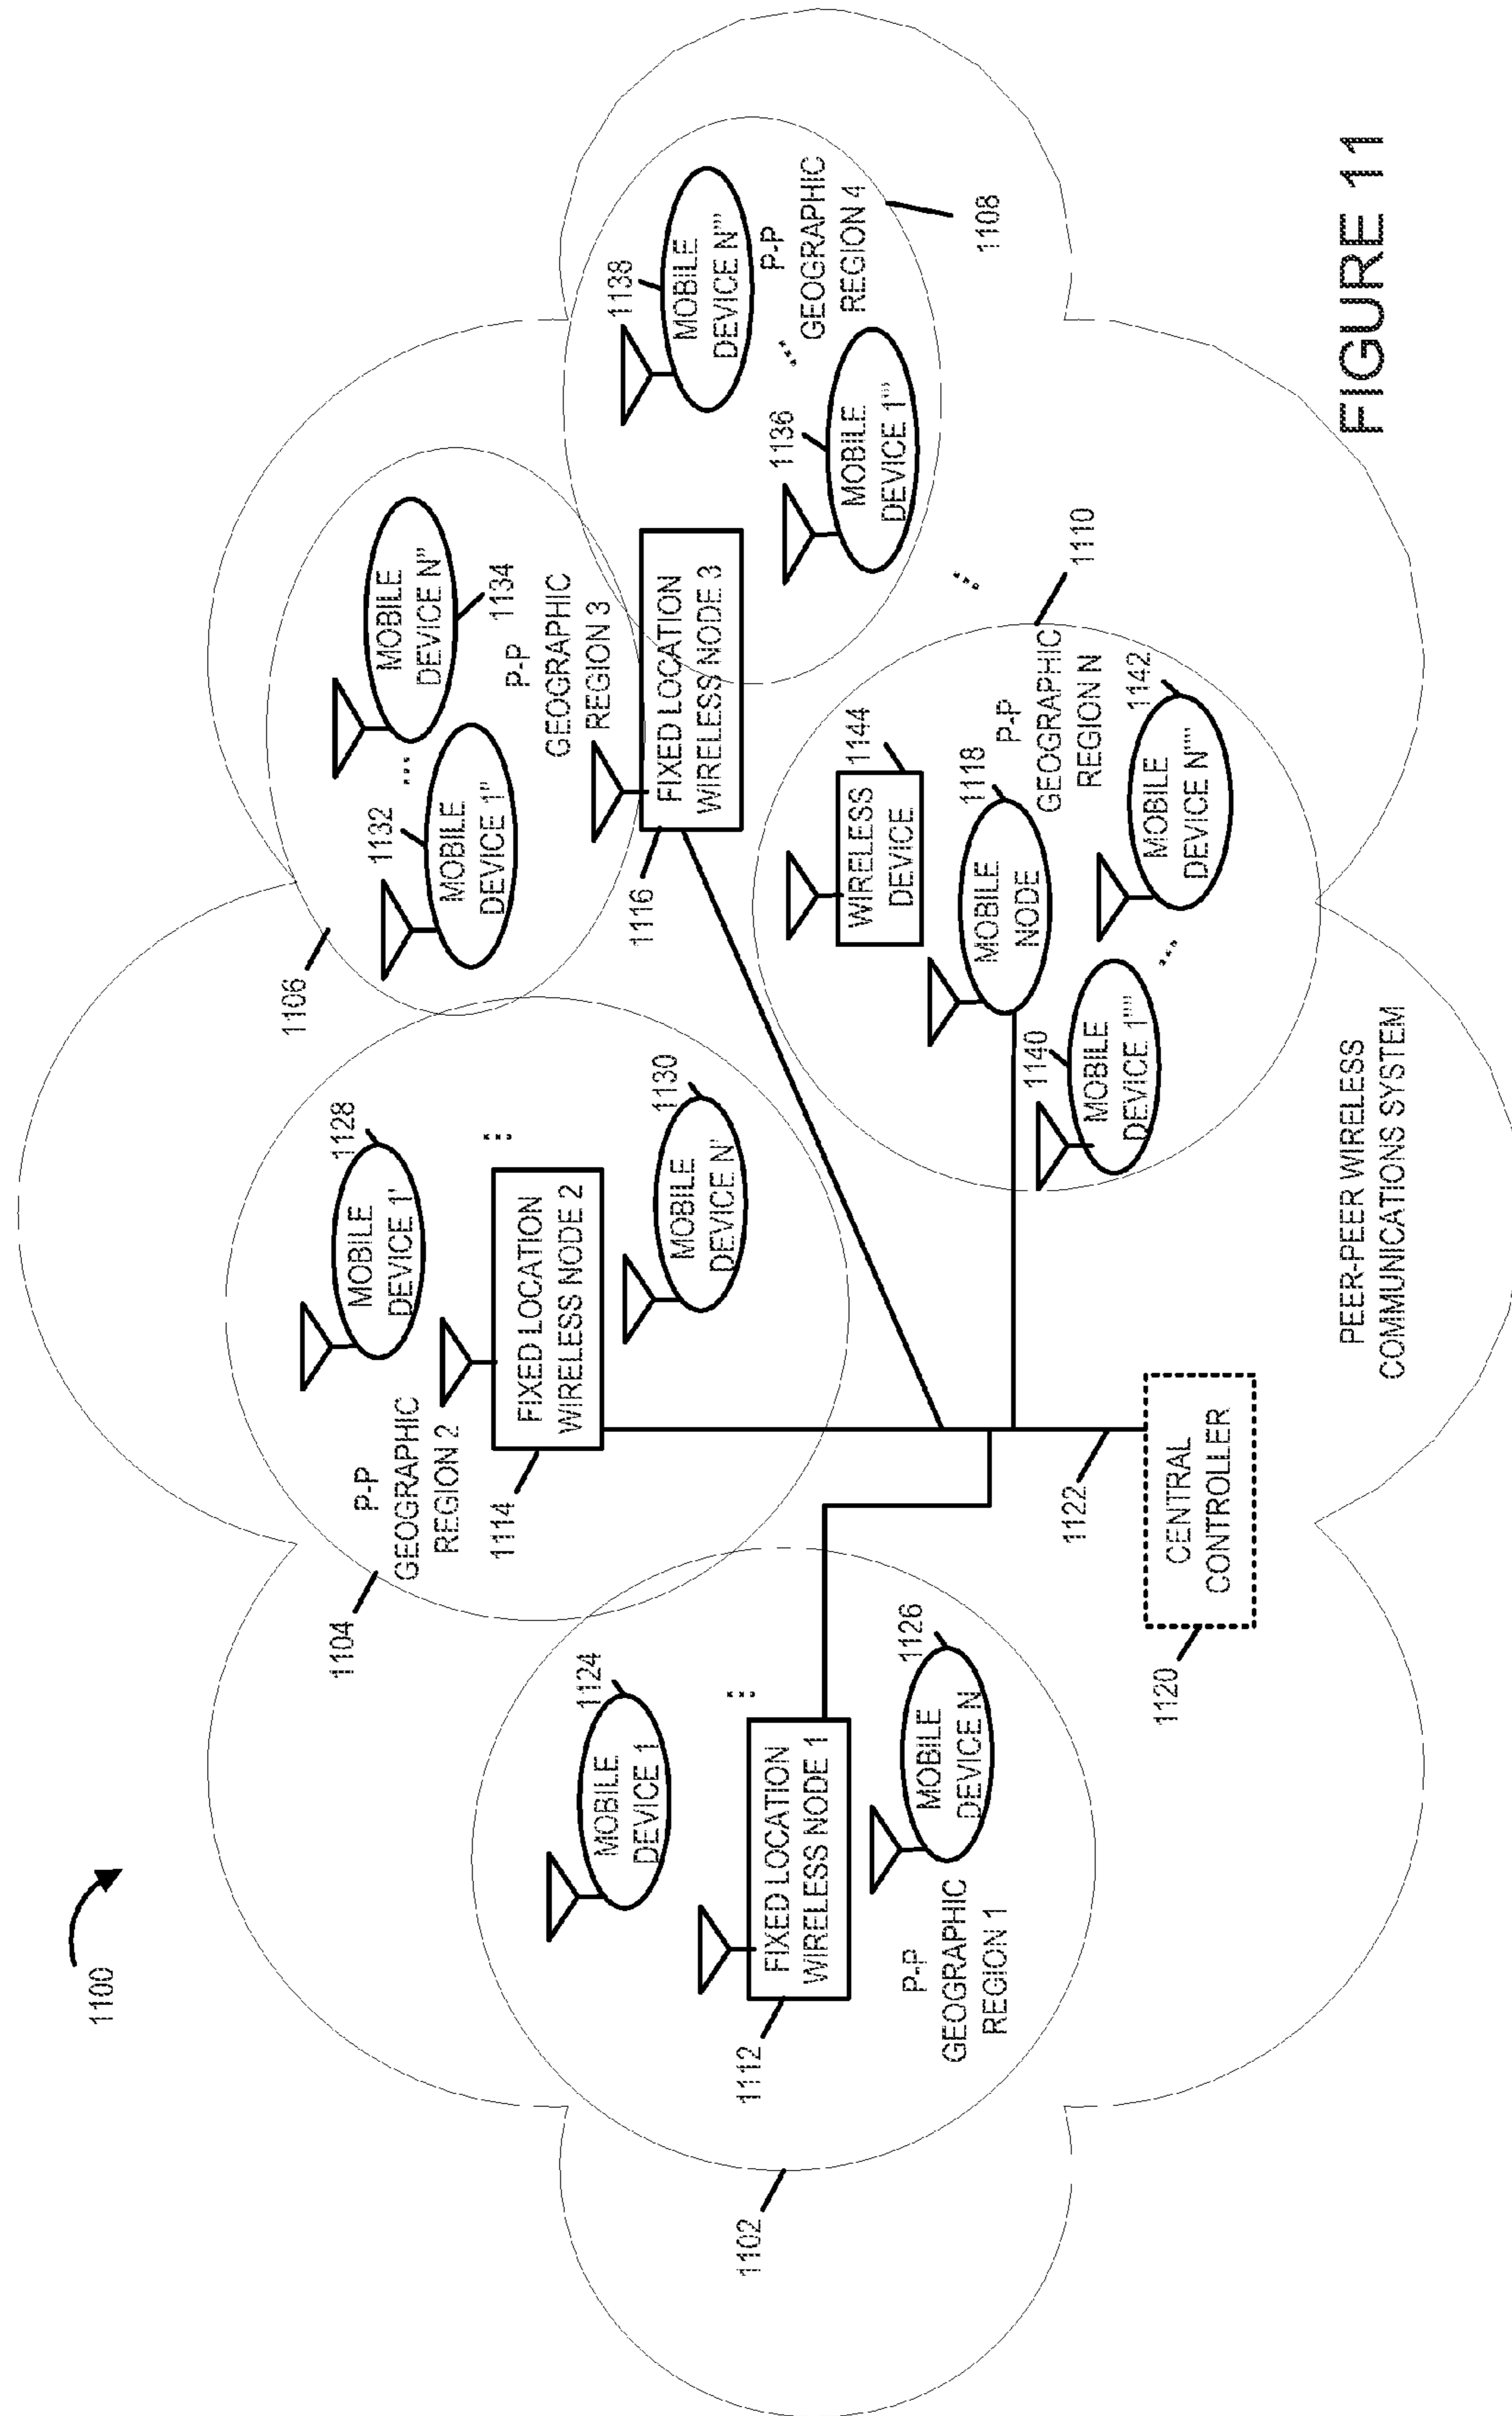 1100
1102
1112
FIXED LOCATION
WIRELESS NODE 1
1124
MOBILE
DEVICE 1
...
1126
MOBILE
DEVICE N
P-P
GEOGRAPHIC
REGION 1
1104
P-P
GEOGRAPHIC
REGION 2
1114
FIXED LOCATION
WIRELESS NODE 2
1128
MOBILE
DEVICE 1'
...
1130
MOBILE
DEVICE N'
1106
1132
MOBILE
DEVICE 1''
...
MOBILE
DEVICE N''
1134
P-P
GEOGRAPHIC
REGION 3
1116
FIXED LOCATION
WIRELESS NODE 3
1138
MOBILE
DEVICE N'''
P-P
GEOGRAPHIC
REGION 4
...
1136
MOBILE
DEVICE 1'''
1108
...
1110
1144
WIRELESS
DEVICE
1118
MOBILE
NODE
P-P
GEOGRAPHIC
REGION N
1140
MOBILE
DEVICE 1''''
...
1142
MOBILE
DEVICE N''''
1122
1120
CENTRAL
CONTROLLER
PEER-PEER WIRELESS
COMMUNICATIONS SYSTEM
FIGURE 11